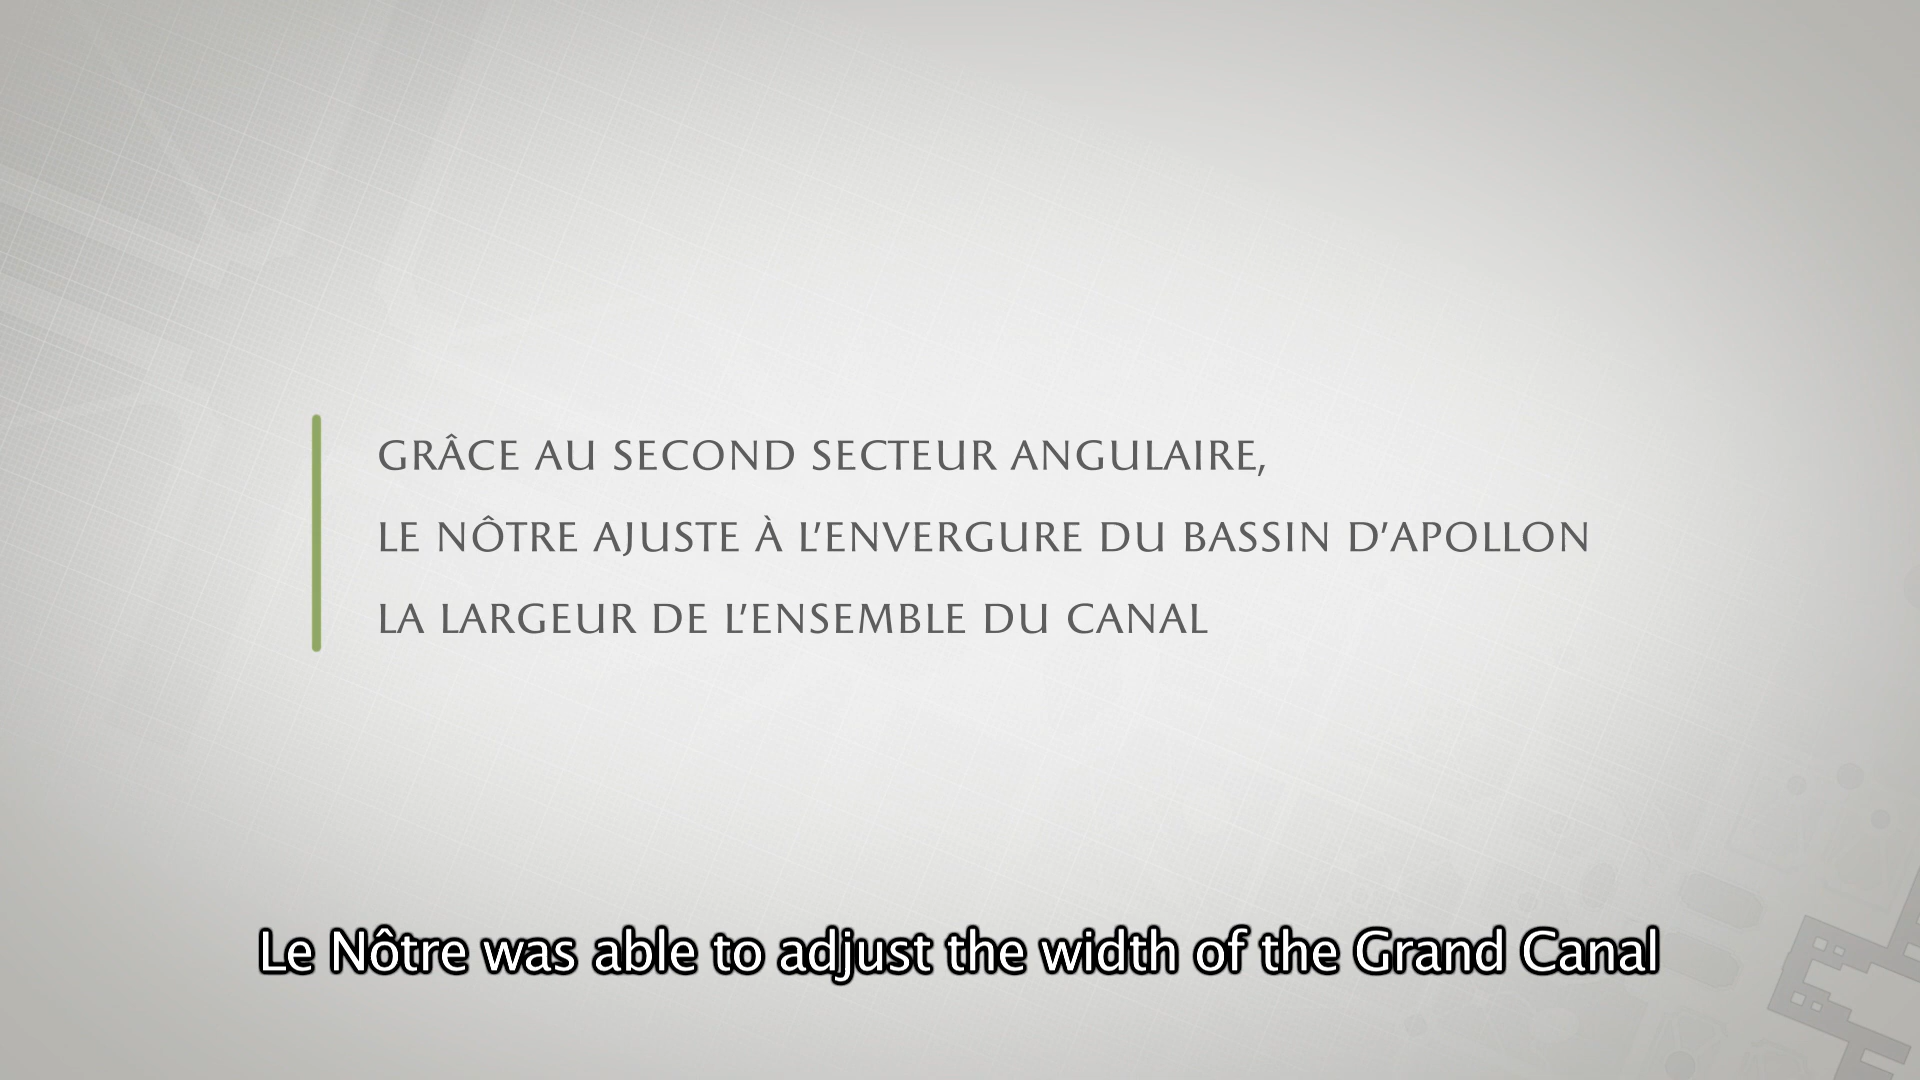 GRÂCE AU SECOND SECTEUR ANGULAIRE,
LE NÔTRE AJUSTE À L'ENVERGURE DU BASSIN D'APOLLON
LA LARGEUR DE L'ENSEMBLE DU CANAL
Le Nôtre was able to adjust the width of the Grand Canal